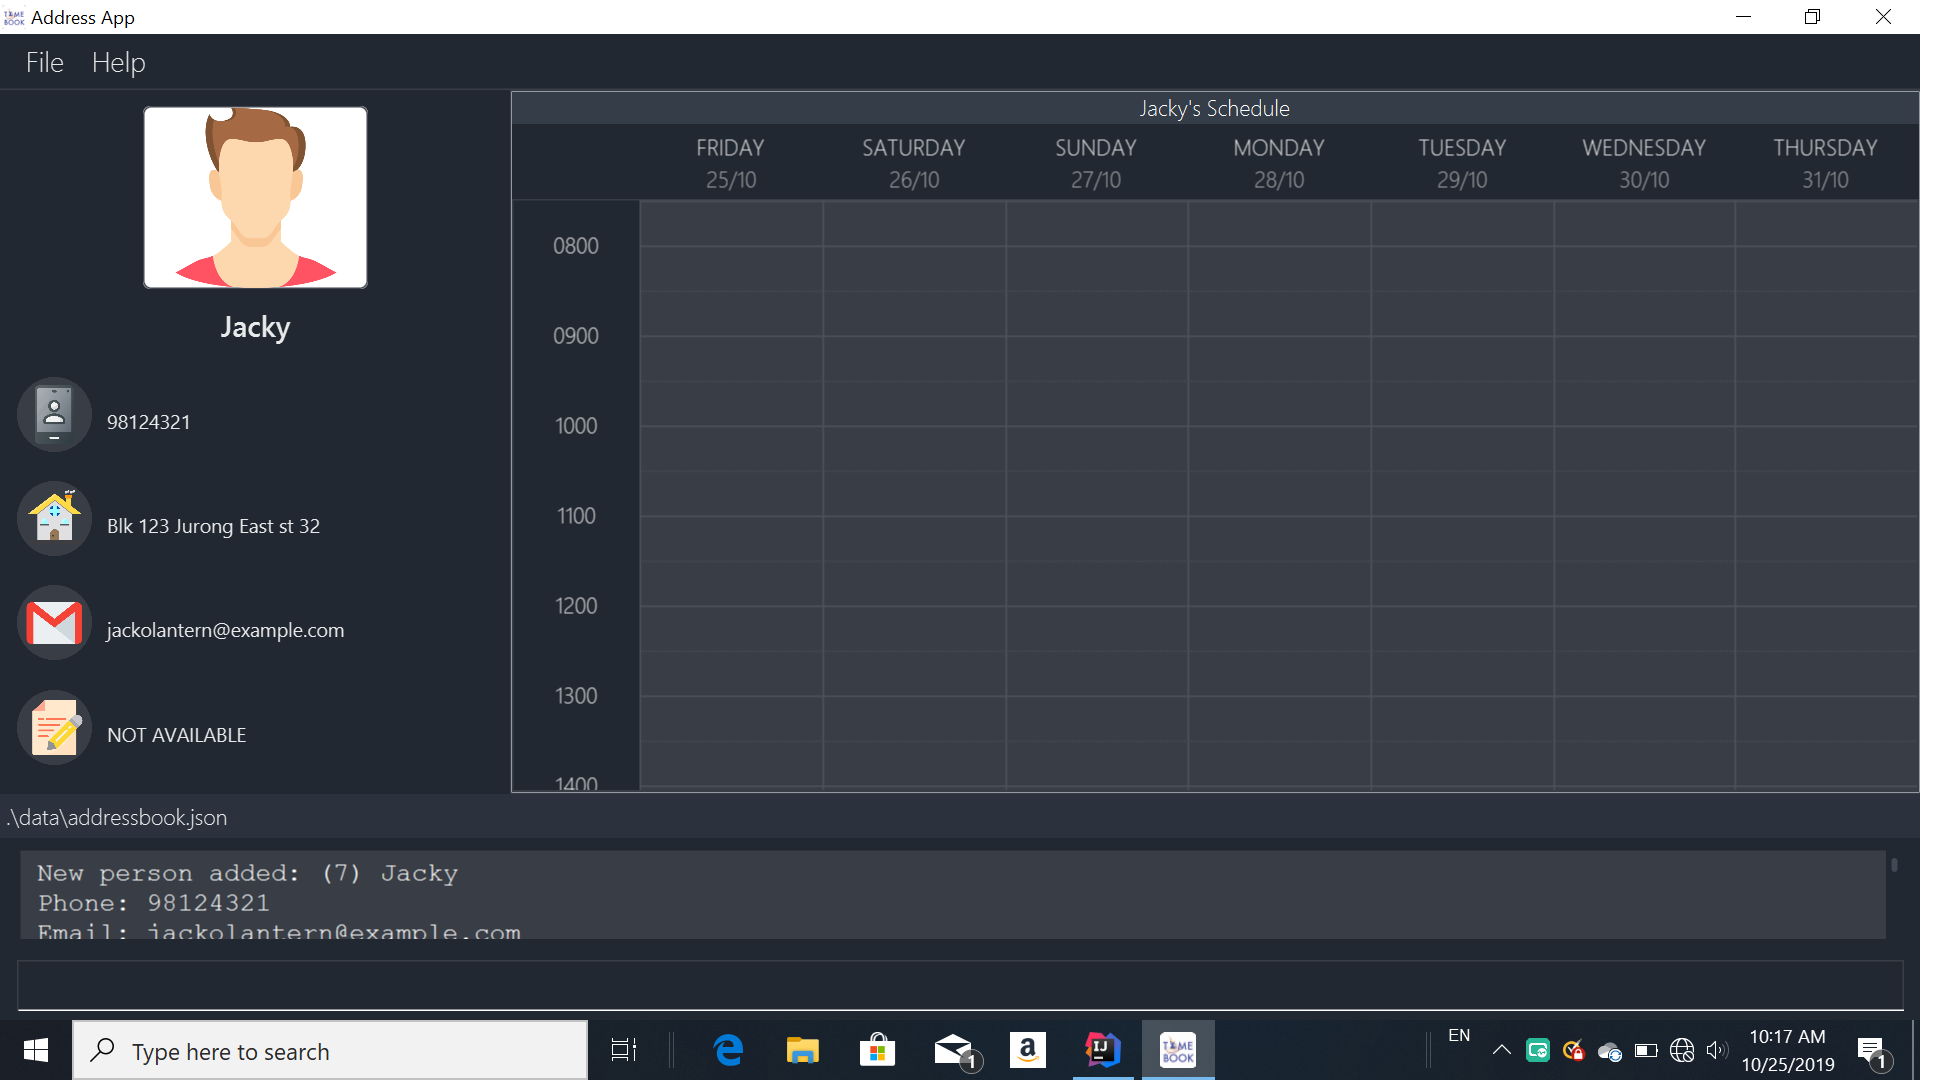 TIME BOOK Address App
File Help
Jacky
98124321
Blk 123 Jurong East st 32
jackolantern@example.com
NOT AVAILABLE
Jacky's Schedule
FRIDAY SATURDAY SUNDAY MONDAY TUESDAY WEDNESDAY THURSDAY
25/10 26/10 27/10 28/10 29/10 30/10 31/10
0800
0900
1000
1100
1200
1300
1400
.\data\addressbook.json
New person added: (7) Jacky
Phone: 98124321
Email: jackolantern@example.com
Type here to search
1
a
IJ
TIME
BOOK
EN
10:17 AM
10/25/2019
1